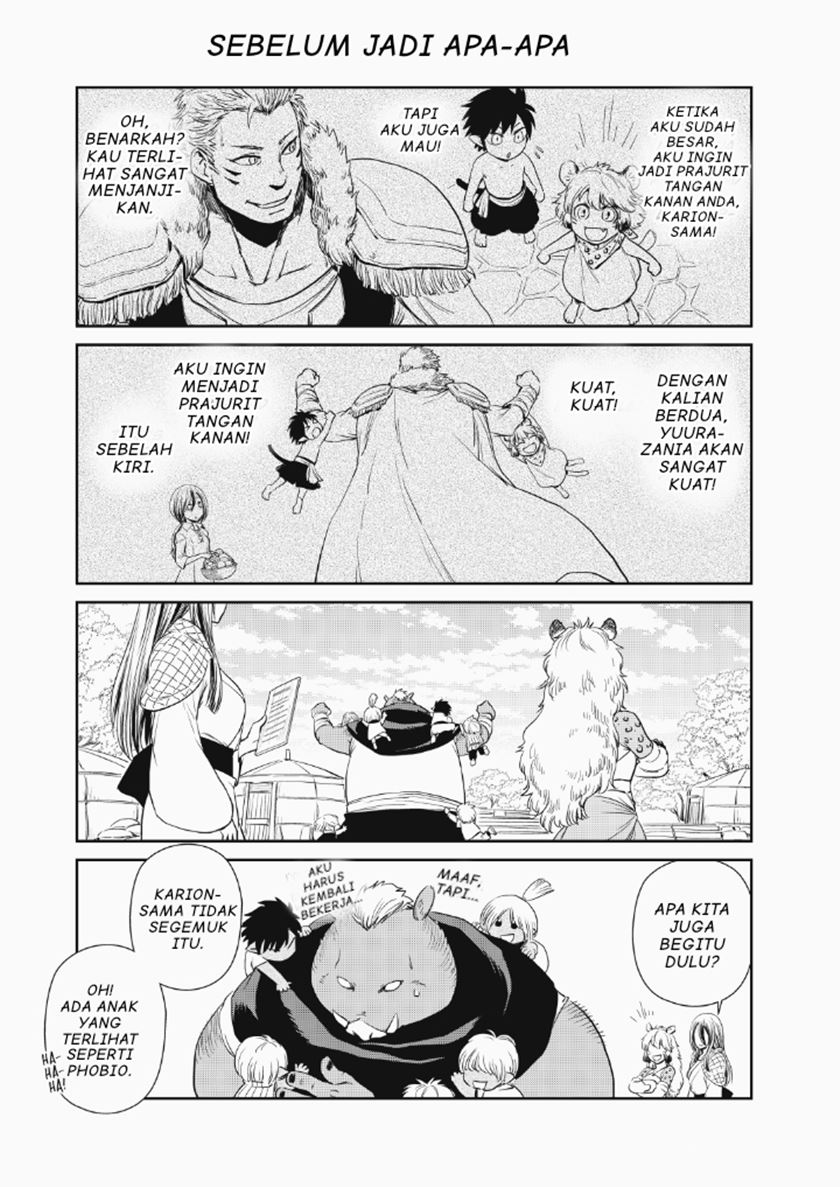 SEBELUM JADI APA-APA
KETIKA
AKU SUDAH
BESAR,
AKU INGIN
JADI PRAJURIT
TANGAN
KANAN ANDA,
KARION-
SAMA!
TAPI
AKU JUGA
MAU!
OH,
BENARKAH?
KAU TERLI-
HAT SANGAT
MENJANJI-
KAN.
DENGAN
KALIAN
BERDUA,
YUURA-
ZANIA AKAN
SANGAT
KUAT!
KUAT,
KUAT!
AKU INGIN
MENJADI
PRAJURIT
TANGAN
KANAN!
ITU
SEBELAH
KIRI.
APA KITA
JUGA
BEGITU
DULU?
MAAF,
TAPI...
AKU
HARUS
KEMBALI
BEKERJA...
KARION-
SAMA TIDAK
SEGEMUK
ITU.
OH!
ADA ANAK
YANG
TERLIHAT
SEPERTI
PHOBIO.
HA-
HA-
HA!